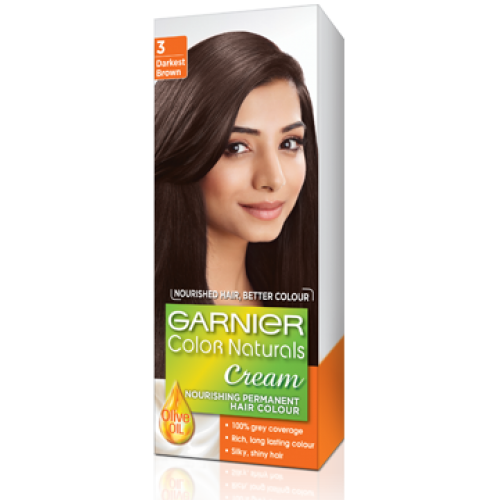 3
Darkest
Brown
NOURISHED HAIR, BETTER COLOUR
GARNIER
Color Naturals
Cream
NOURISHING PERMANENT
HAIR COLOUR
Olive
OIL
• 100% grey coverage
• Rich, long lasting colour
• Silky, shiny hair